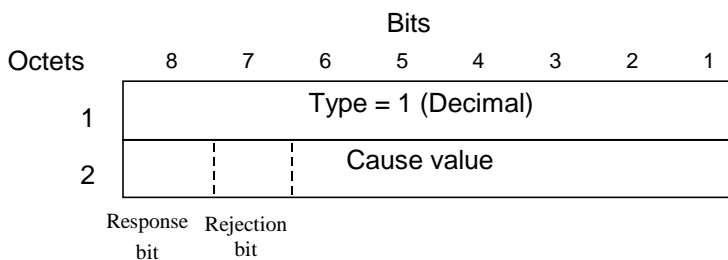 Bits
Octets 8 7 6 5 4 3 2 1
1 Type = 1 (Decimal)
2 Cause value
Response Rejection
bit bit